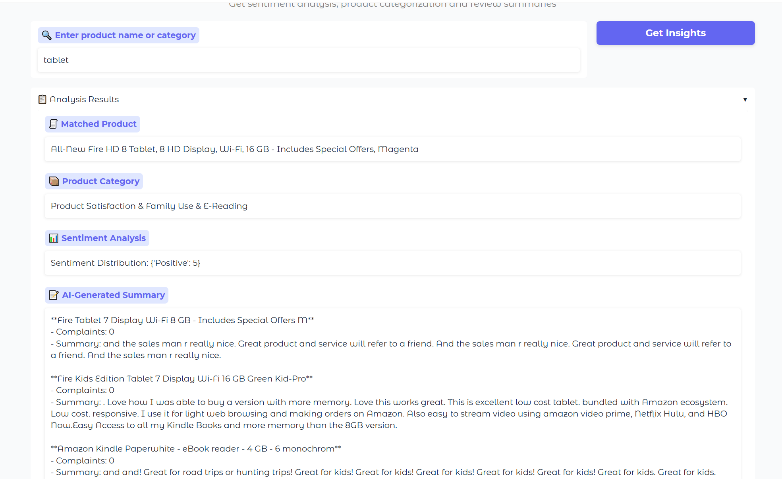 Get sentiment analysis, product categorization and review summaries
Enter product name or category
Get Insights
tablet
Analysis Results
Matched Product
All-New Fire HD 8 Tablet, 8 HD Display, Wi-Fi, 16 GB - Includes Special Offers, Magenta
Product Category
Product Satisfaction & Family Use & E-Reading
Sentiment Analysis
Sentiment Distribution: {'Positive': 5}
AI-Generated Summary
**Fire Tablet 7 Display Wi-Fi 8 GB - Includes Special Offers M**
- Complaints: 0
- Summary: and the sales man r really nice. Great product and service will refer to a friend. And the sales man r really nice. Great product and service will refer to
a friend. And the sales man r really nice.
**Fire Kids Edition Tablet 7 Display Wi-Fi 16 GB Green Kid-Pro**
- Complaints: 0
- Summary: . Love how I was able to buy a version with more memory. Love this works great. This is excellent low cost tablet, bundled with Amazon ecosystem.
Low cost, responsive. I use it for light web browsing and making orders on Amazon. Also easy to stream video using amazon video prime, Netflix Hulu, and HBO
Now.Easy Access to all my Kindle Books and more memory than the 8GB version.
**Amazon Kindle Paperwhite - eBook reader - 4 GB - 6 monochrom**
- Complaints: 0
- Summary: and and! Great for road trips or hunting trips! Great for kids! Great for kids! Great for kids! Great for kids! Great for kids! Great for kids. Great for kids.